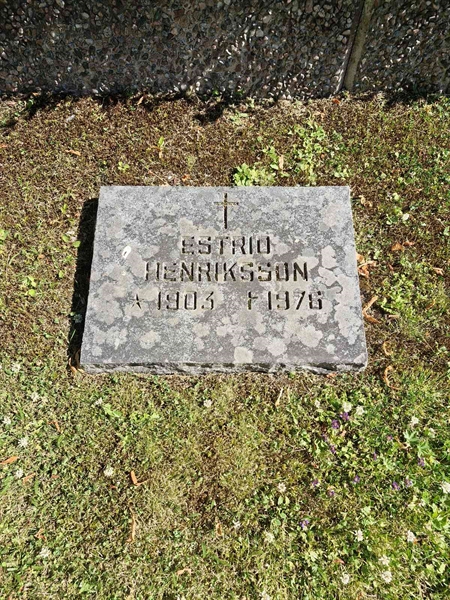 ESTRID
HENRIKSSON
* 1903 † 1976